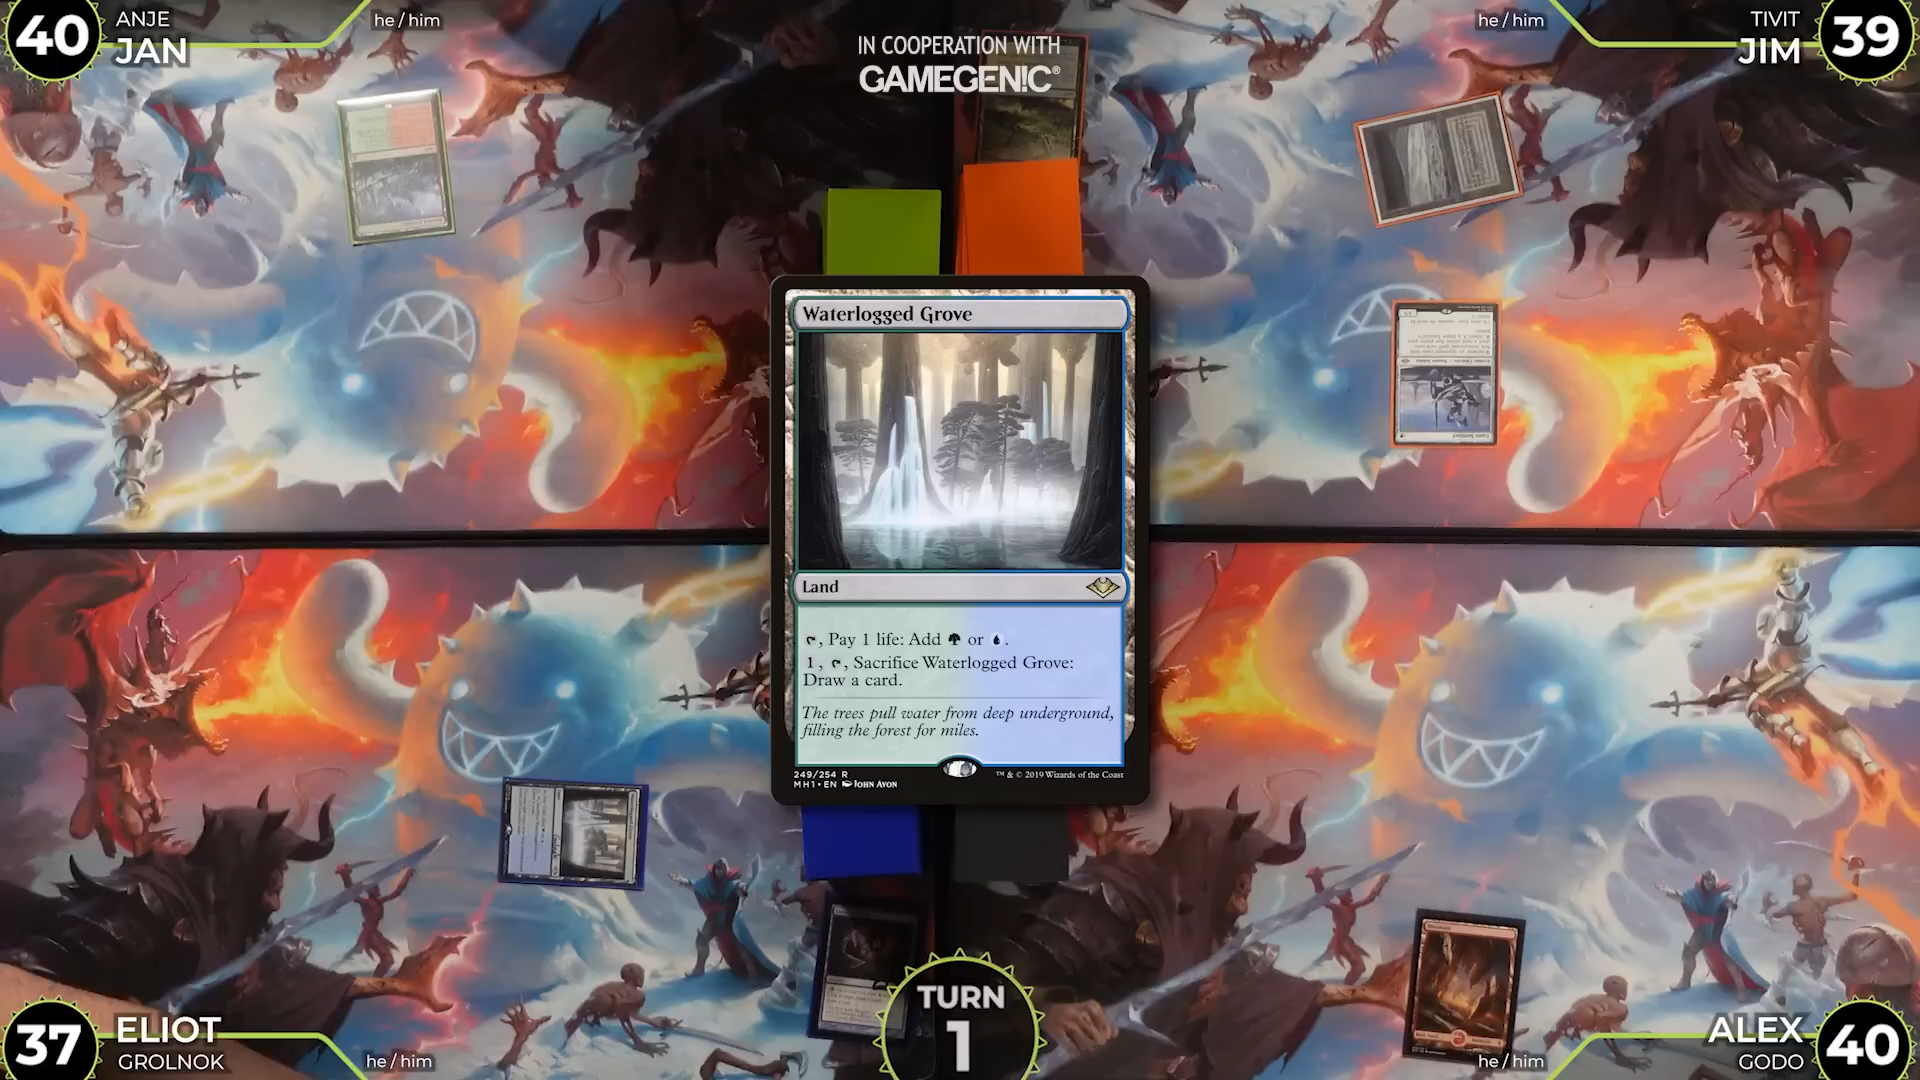 40
ANJE
JAN
he / him
IN COOPERATION WITH
GAMEGEN!C®
he / him
TIVIT
JIM
39
Waterlogged Grove
Land
, Pay 1 life: Add or .
1, , Sacrifice Waterlogged Grove:
Draw a card.
The trees pull water from deep underground,
filling the forest for miles.
249/254 R
MH1 • EN John Avon
™ & © 2019 Wizards of the Coast
37
ELIOT
GROLNOK
he / him
TURN
1
he / him
ALEX
GODO
40
Mountain